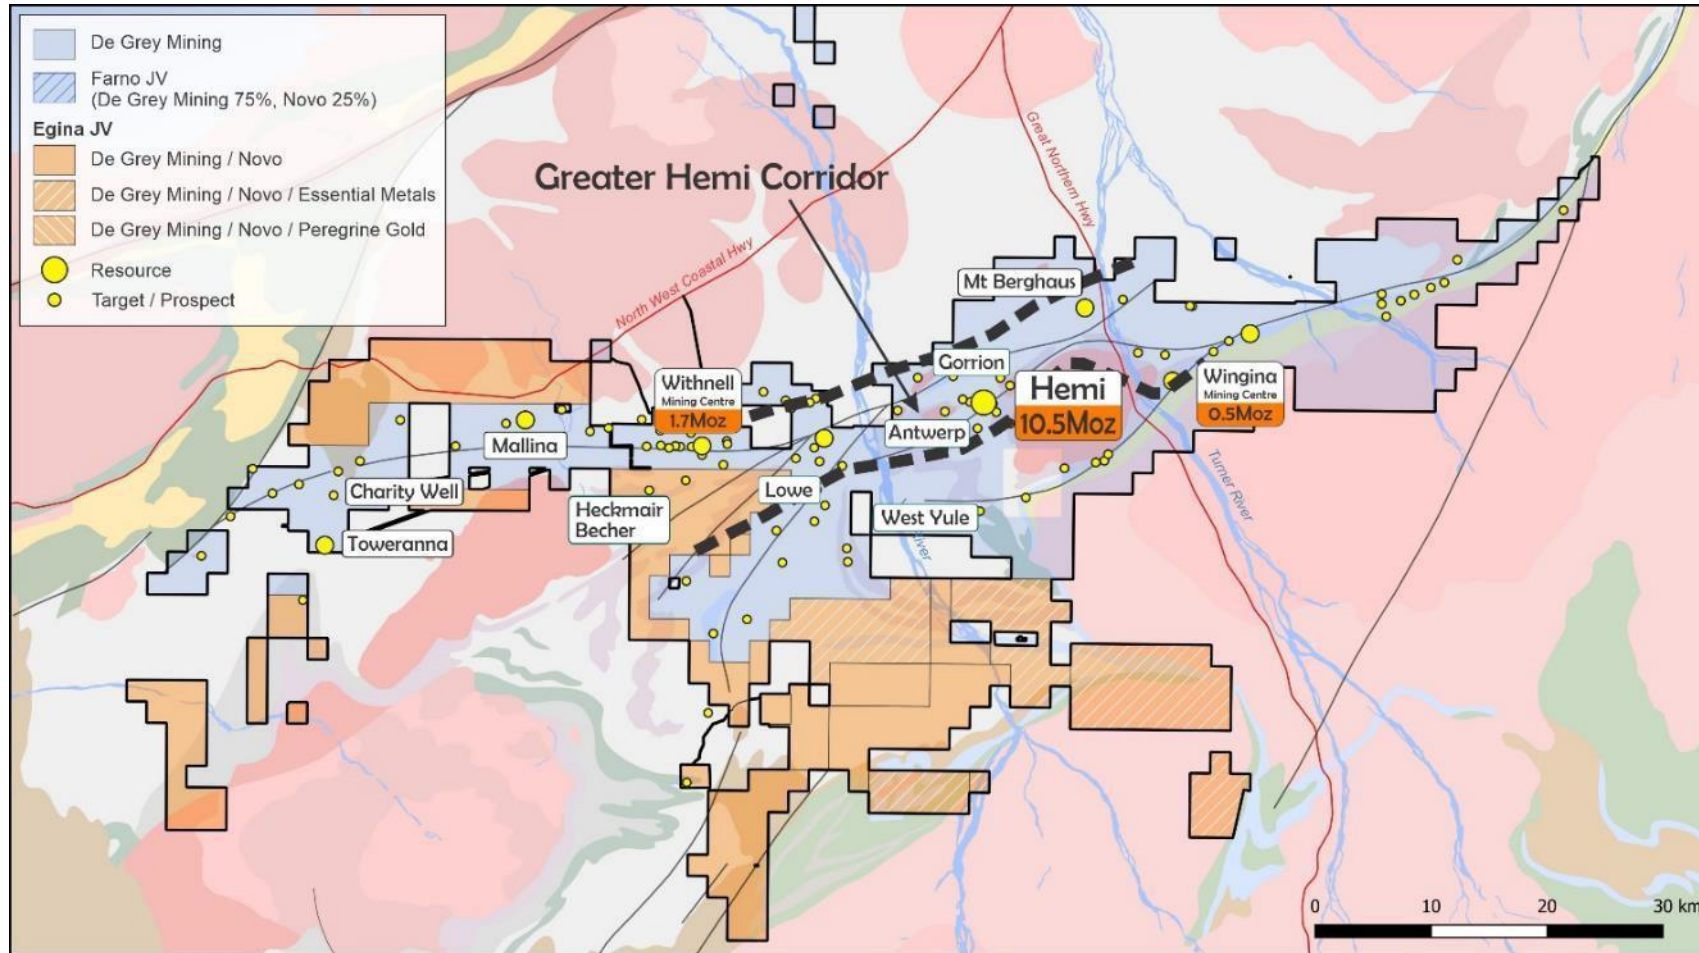 De Grey Mining
Farno JV
(De Grey Mining 75%, Novo 25%)
Egina JV
De Grey Mining / Novo
De Grey Mining / Novo / Essential Metals
De Grey Mining / Novo / Peregrine Gold
Resource
Target / Prospect
Greater Hemi Corridor
North West Coastal Hwy
Great Northern Hwy
Mt Berghaus
Gorrion
Withnell
Mining Centre
1.7Moz
Hemi
10.5Moz
Wingina
Mining Centre
0.5Moz
Mallina
Antwerp
Charity Well
Lowe
Heckmair
Becher
West Yule
Toweranna
River
Turner River
0 10 20 30 km